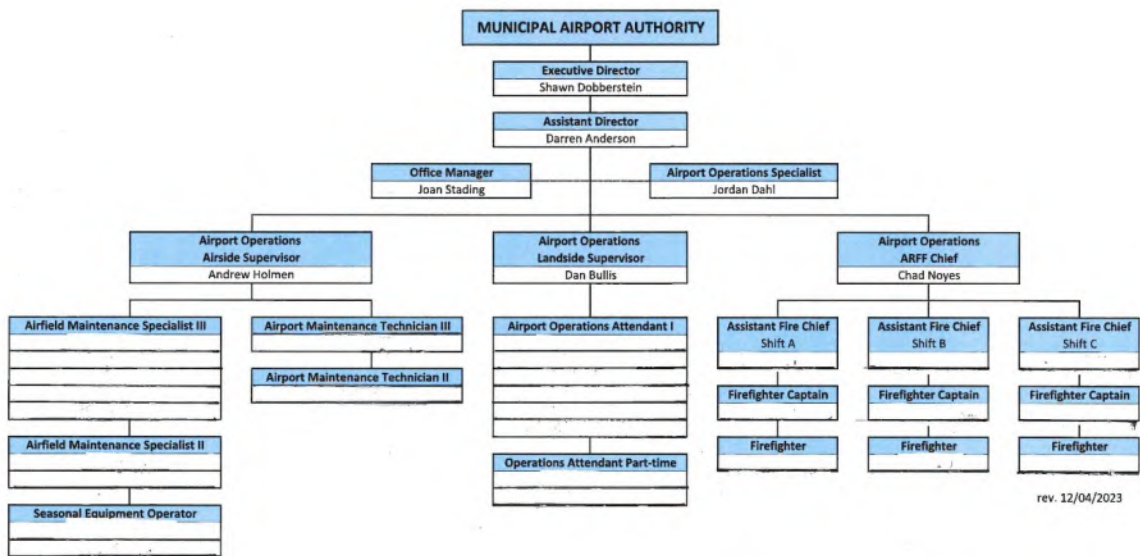 MUNICIPAL AIRPORT AUTHORITY
Executive Director
Shawn Dobberstein
Assistant Director
Darren Anderson
Office Manager
Joan Stading
Airport Operations Specialist
Jordan Dahl
Airport Operations
Airside Supervisor
Andrew Holmen
Airport Operations
Landside Supervisor
Dan Bullis
Airport Operations
ARFF Chief
Chad Noyes
Airfield Maintenance Specialist III
Airport Maintenance Technician III
Airport Maintenance Technician II
Airfield Maintenance Specialist II
Seasonal Equipment Operator
Airport Operations Attendant I
Operations Attendant Part-time
Assistant Fire Chief
Shift A
Firefighter Captain
Firefighter
Assistant Fire Chief
Shift B
Firefighter Captain
Firefighter
Assistant Fire Chief
Shift C
Firefighter Captain
Firefighter
rev. 12/04/2023